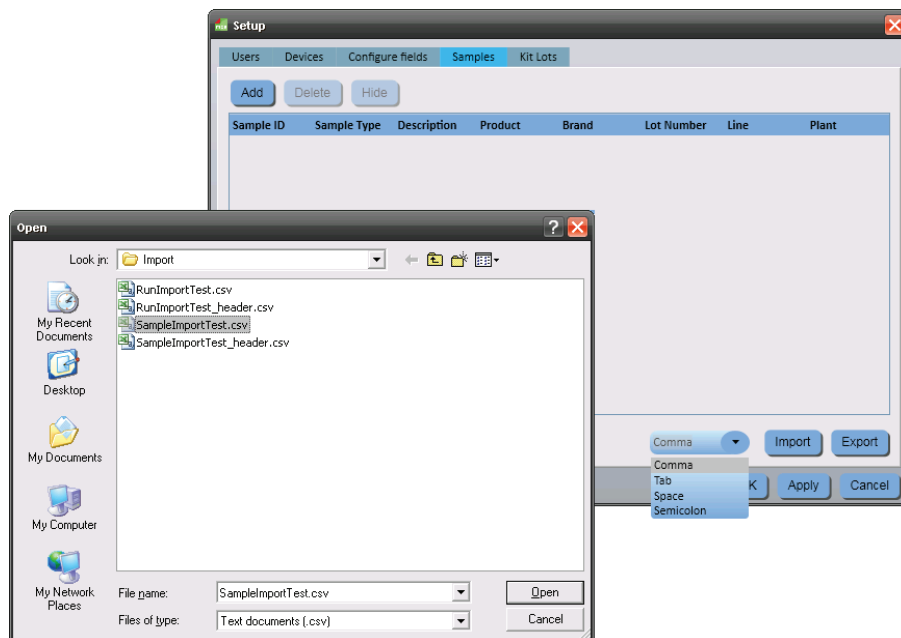 Setup
Users Devices Configure fields Samples Kit Lots
Add Delete Hide
Sample ID Sample Type Description Product Brand Lot Number Line Plant
Open
Look in: Import
RunImportTest.csv
RunImportTest_header.csv
SampleImportTest.csv
SampleImportTest_header.csv
My Recent
Documents
Desktop
My Documents
My Computer
My Network
Places
File name: SampleImportTest.csv Open
Files of type: Text documents (.csv) Cancel
Comma Import Export
Comma
Tab
Space
Semicolon
K Apply Cancel